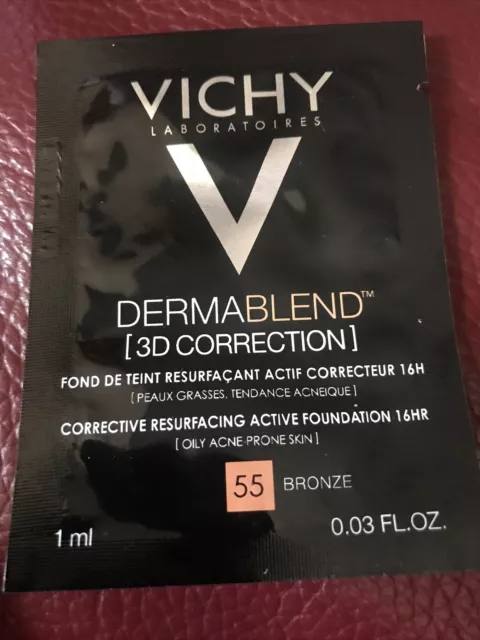 VICHY
LABORATOIRES
V
DERMABLEND™
[3D CORRECTION]
FOND DE TEINT RESURFAÇANT ACTIF CORRECTEUR 16H
[PEAUX GRASSES, TENDANCE ACNEIQUE]
CORRECTIVE RESURFACING ACTIVE FOUNDATION 16HR
[OILY ACNE-PRONE SKIN]
55 BRONZE
1 ml 0.03 FL.OZ.